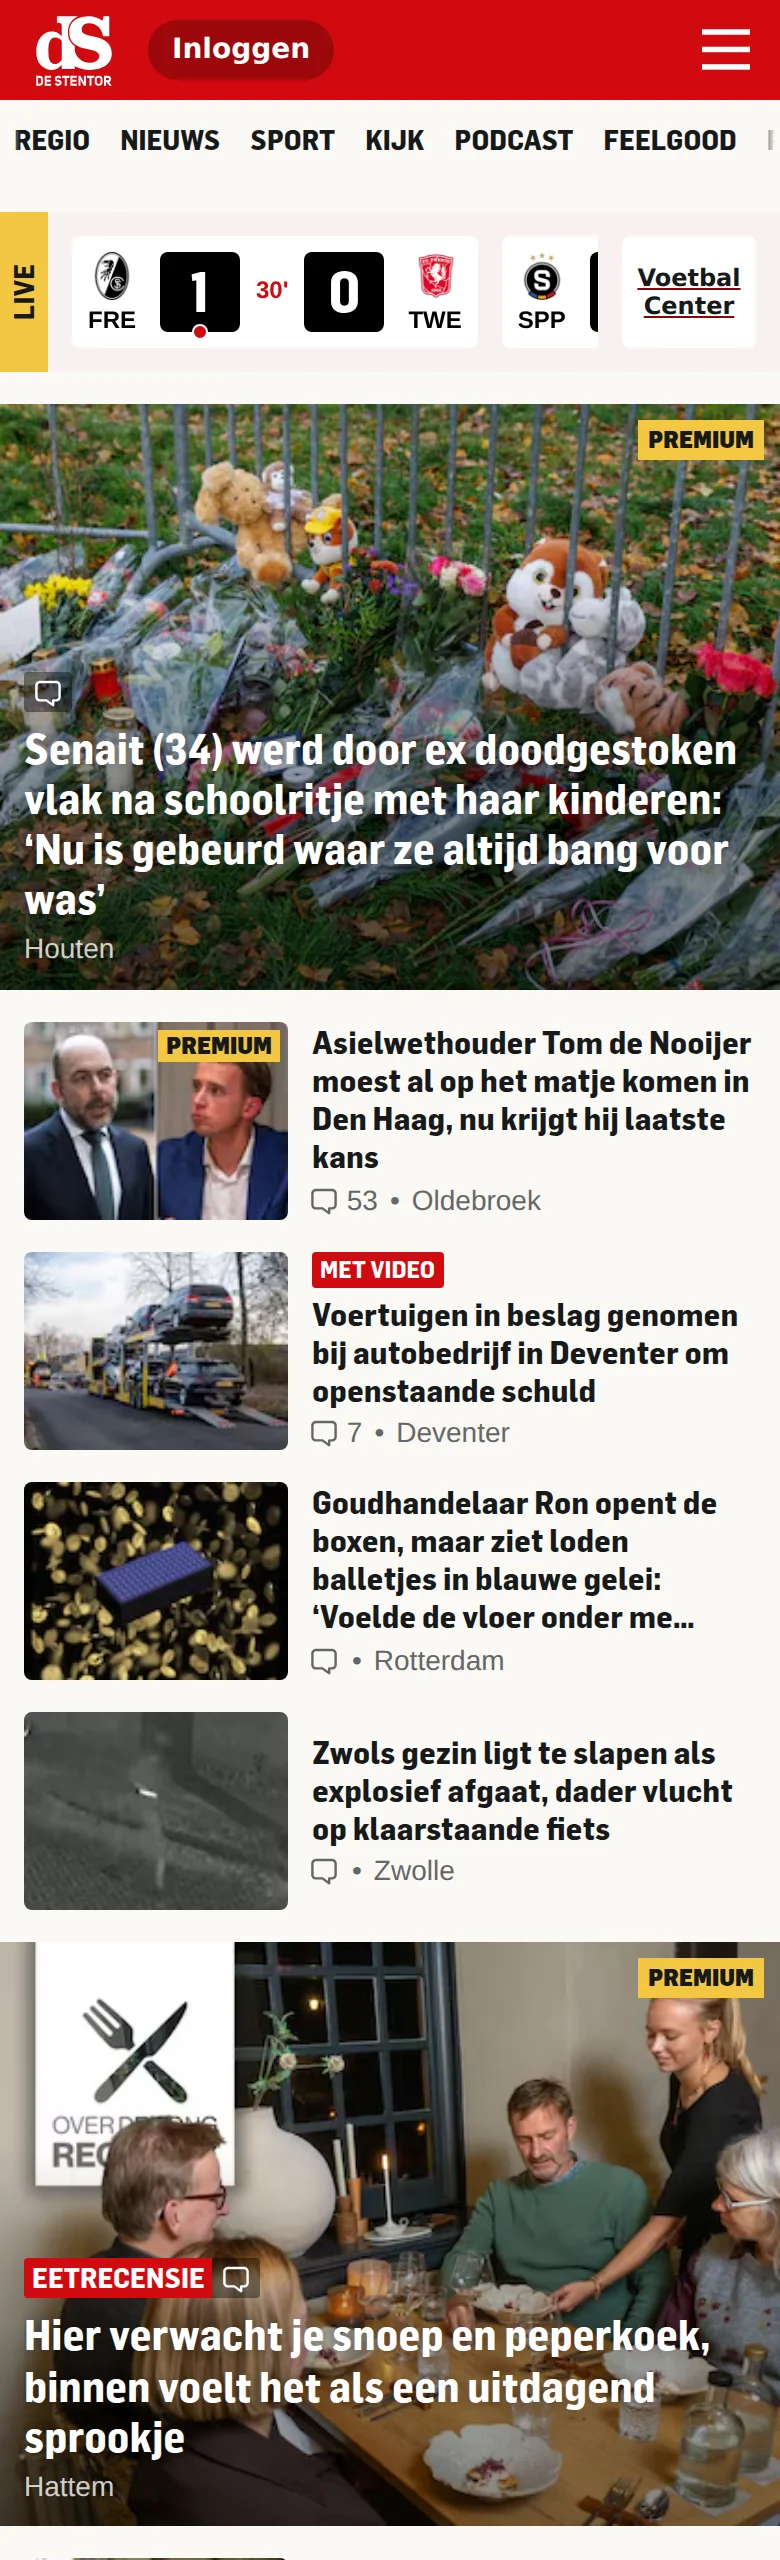 dS
DE STENTOR
Inloggen
REGIO NIEUWS SPORT KIJK PODCAST FEELGOOD
LIVE
FRE 1 30' 0 TWE
S
SPP
Voetbal
Center
PREMIUM
Senait (34) werd door ex doodgestoken
vlak na schoolritje met haar kinderen:
‘Nu is gebeurd waar ze altijd bang voor
was’
Houten
PREMIUM
Asielwethouder Tom de Nooijer
moest al op het matje komen in
Den Haag, nu krijgt hij laatste
kans
53 • Oldebroek
MET VIDEO
Voertuigen in beslag genomen
bij autobedrijf in Deventer om
openstaande schuld
7 • Deventer
Goudhandelaar Ron opent de
boxen, maar ziet loden
balletjes in blauwe gelei:
‘Voelde de vloer onder me...
• Rotterdam
Zwols gezin ligt te slapen als
explosief afgaat, dader vlucht
op klaarstaande fiets
• Zwolle
PREMIUM
OVER DE TONG
REC
EETRECENSIE
Hier verwacht je snoep en peperkoek,
binnen voelt het als een uitdagend
sprookje
Hattem